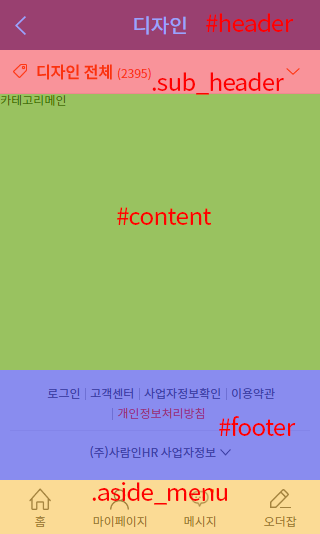 디자인 #header
디자인 전체 (2395)
.sub_header
카테고리메인
#content
로그인 | 고객센터 | 사업자정보확인 | 이용약관
| 개인정보처리방침
#footer
(주)사람인HR 사업자정보
.aside_menu
홈 마이페이지 메시지 오더잡